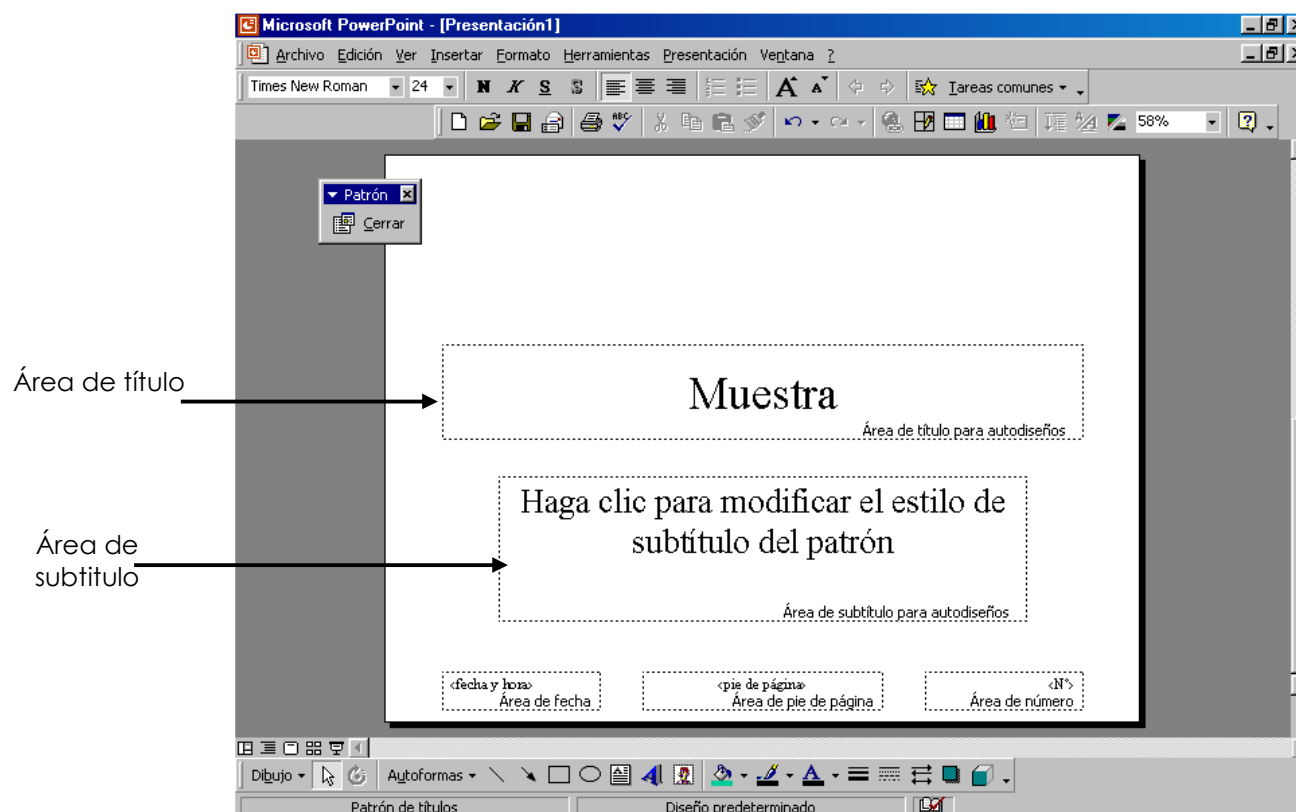 Microsoft PowerPoint - [Presentación1]
Archivo Edición Ver Insertar Formato Herramientas Presentación Ventana ?
Times New Roman 24 N K S S A A Tareas comunes
ABC 58%
Patrón
Cerrar
Área de título
Muestra
Área de título para autodiseños
Área de
subtitulo
Haga clic para modificar el estilo de
subtítulo del patrón
Área de subtítulo para autodiseños
<fecha y hora>
Área de fecha
<pie de página>
Área de pie de página
<N°>
Área de número
Dibujo Autoformas
Patrón de títulos Diseño predeterminado